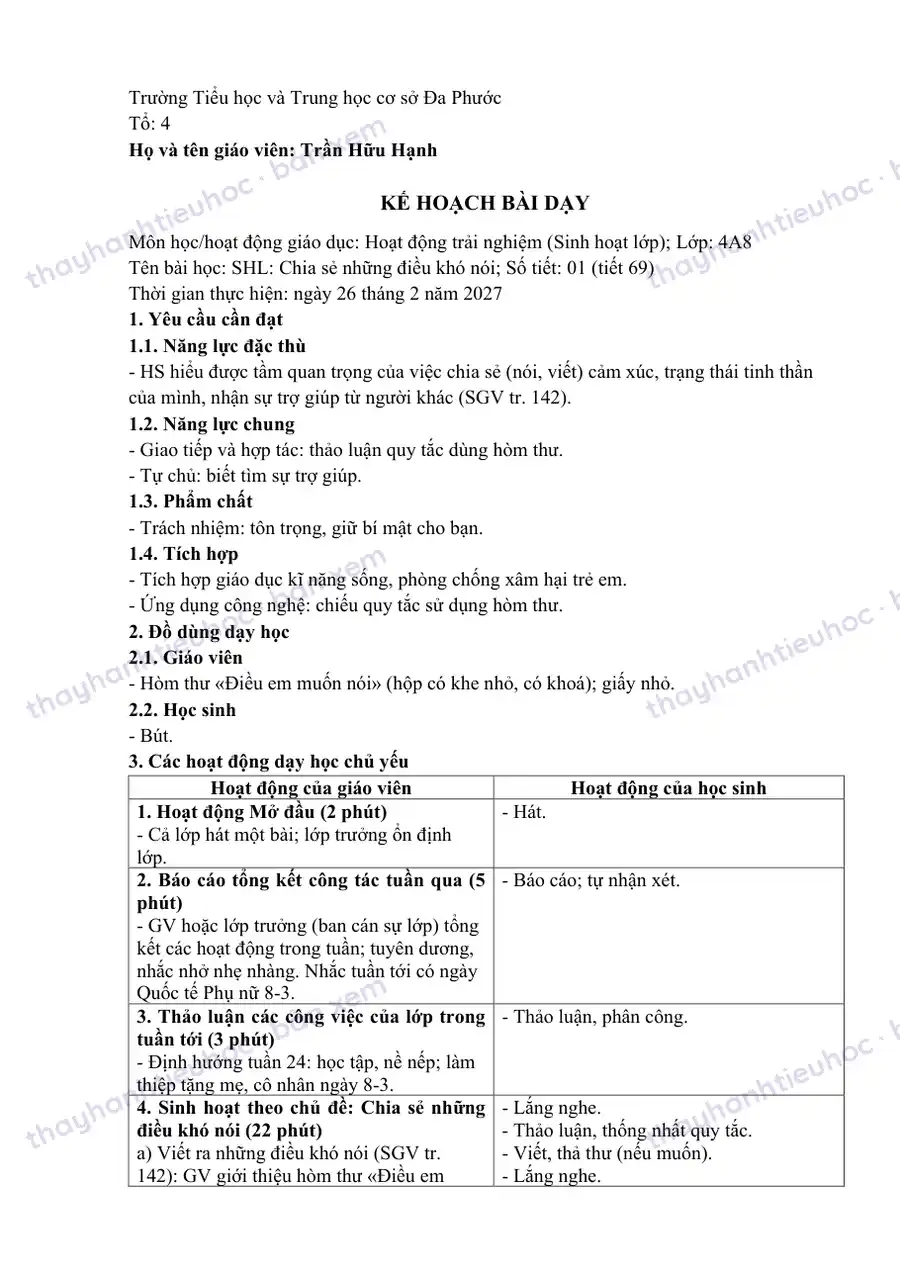 Trường Tiểu học và Trung học cơ sở Đa Phước
Tổ: 4
Họ và tên giáo viên: Trần Hữu Hạnh
KẾ HOẠCH BÀI DẠY
Môn học/hoạt động giáo dục: Hoạt động trải nghiệm (Sinh hoạt lớp); Lớp: 4A8
Tên bài học: SHL: Chia sẻ những điều khó nói; Số tiết: 01 (tiết 69)
Thời gian thực hiện: ngày 26 tháng 2 năm 2027
1. Yêu cầu cần đạt
1.1. Năng lực đặc thù
- HS hiểu được tầm quan trọng của việc chia sẻ (nói, viết) cảm xúc, trạng thái tinh thần
của mình, nhận sự trợ giúp từ người khác (SGV tr. 142).
1.2. Năng lực chung
- Giao tiếp và hợp tác: thảo luận quy tắc dùng hòm thư.
- Tự chủ: biết tìm sự trợ giúp.
1.3. Phẩm chất
- Trách nhiệm: tôn trọng, giữ bí mật cho bạn.
1.4. Tích hợp
- Tích hợp giáo dục kĩ năng sống, phòng chống xâm hại trẻ em.
- Ứng dụng công nghệ: chiếu quy tắc sử dụng hòm thư.
2. Đồ dùng dạy học
2.1. Giáo viên
- Hòm thư «Điều em muốn nói» (hộp có khe nhỏ, có khoá); giấy nhỏ.
2.2. Học sinh
- Bút.
3. Các hoạt động dạy học chủ yếu
Hoạt động của giáo viên
Hoạt động của học sinh
1. Hoạt động Mở đầu (2 phút)
- Cả lớp hát một bài; lớp trưởng ổn định
lớp.
- Hát.
2. Báo cáo tổng kết công tác tuần qua (5
phút)
- GV hoặc lớp trưởng (ban cán sự lớp) tổng
kết các hoạt động trong tuần; tuyên dương,
nhắc nhở nhẹ nhàng. Nhắc tuần tới có ngày
Quốc tế Phụ nữ 8-3.
- Báo cáo; tự nhận xét.
3. Thảo luận các công việc của lớp trong
tuần tới (3 phút)
- Định hướng tuần 24: học tập, nề nếp; làm
thiệp tặng mẹ, cô nhân ngày 8-3.
- Thảo luận, phân công.
4. Sinh hoạt theo chủ đề: Chia sẻ những
điều khó nói (22 phút)
a) Viết ra những điều khó nói (SGV tr.
142): GV giới thiệu hòm thư «Điều em
- Lắng nghe.
- Thảo luận, thống nhất quy tắc.
- Viết, thả thư (nếu muốn).
- Lắng nghe.
thayhanhtieuhoc · bản xem
thayhanhtieuhoc · b
thayhanhtieuhoc · bản xem
thayhanhtieuhoc · b
thayhanhtieuhoc · bản xem
thayhanhtieuhoc · b